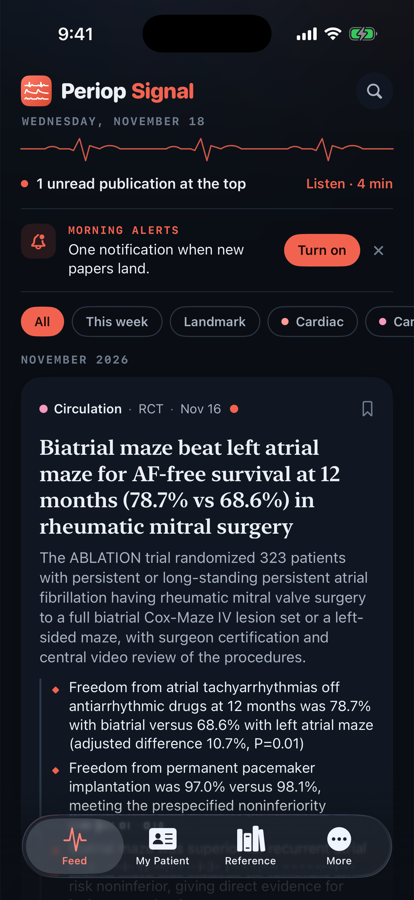 9:41
Periop Signal
WEDNESDAY, NOVEMBER 18
1 unread publication at the top
Listen · 4 min
MORNING ALERTS
One notification when new
papers land.
Turn on
All
This week
Landmark
Cardiac
Car
NOVEMBER 2026
Circulation · RCT · Nov 16
Biatrial maze beat left atrial
maze for AF-free survival at 12
months (78.7% vs 68.6%) in
rheumatic mitral surgery
The ABLATION trial randomized 323 patients
with persistent or long-standing persistent atrial
fibrillation having rheumatic mitral valve surgery
to a full biatrial Cox-Maze IV lesion set or a left-
sided maze, with surgeon certification and
central video review of the procedures.
Freedom from atrial tachyarrhythmias off
antiarrhythmic drugs at 12 months was 78.7%
with biatrial versus 68.6% with left atrial maze
(adjusted difference 10.7%, P=0.01)
Freedom from permanent pacemaker
implantation was 97.0% versus 98.1%,
meeting the prespecified noninferiority
Feed
My Patient
Reference
More
risk noninferior, giving direct evidence for